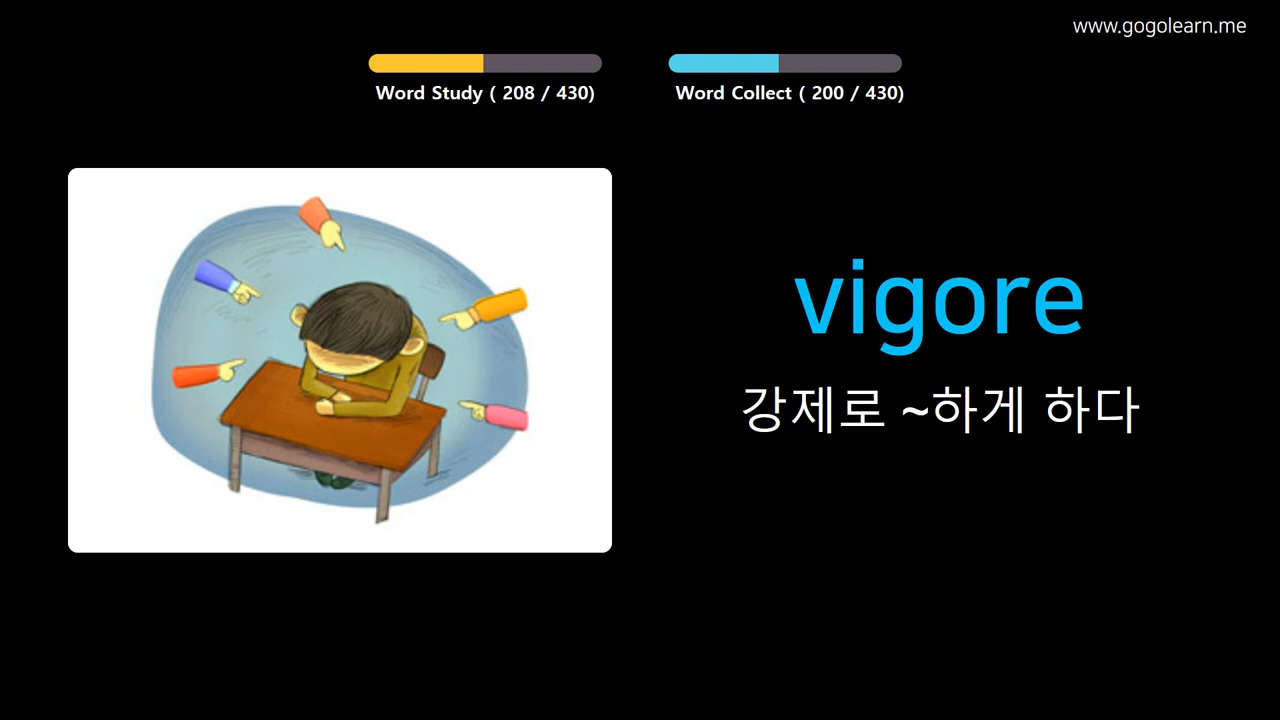 www.gogolearn.me
Word Study ( 208 / 430)
Word Collect ( 200 / 430)
vigore
강제로 ~하게 하다